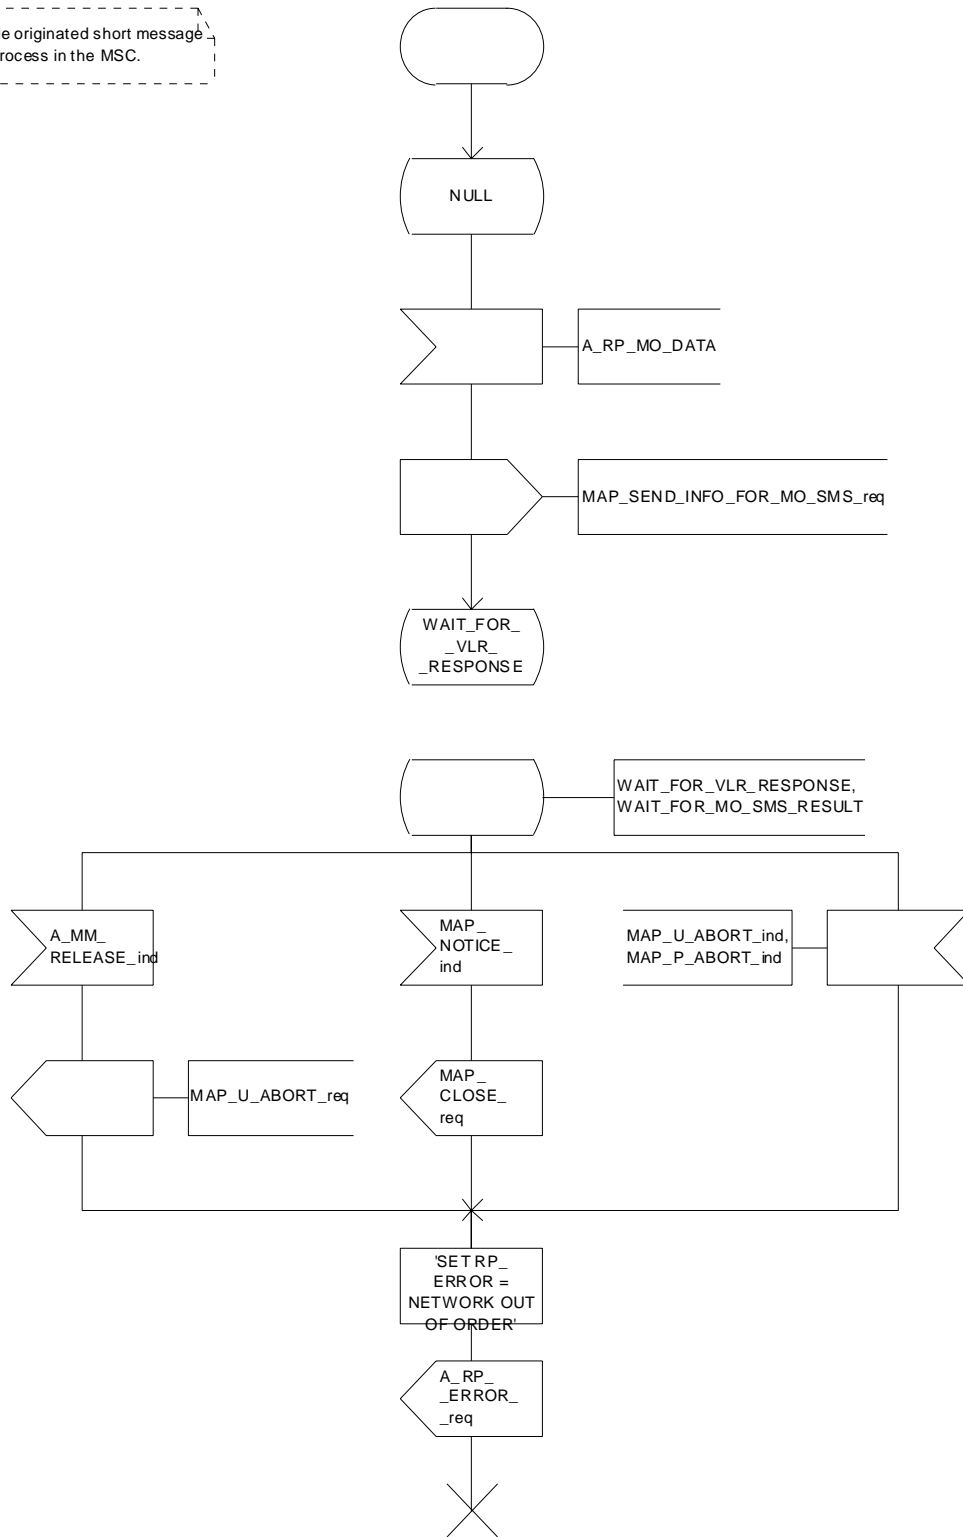 originated short message
in the MSC.
NULL
A_RP_MO_DATA
MAP_SEND_INFO_FOR_MO_SMS_req
WAIT_FOR_
_VLR_
_RESPONSE
WAIT_FOR_VLR_RESPONSE,
WAIT_FOR_MO_SMS_RESULT
A_MM_
RELEASE_ind
MAP_
NOTICE_
ind
MAP_U_ABORT_ind,
MAP_P_ABORT_ind
MAP_U_ABORT_req
MAP_
CLOSE_
req
'SET RP_
ERROR =
NETWORK OUT
OF ORDER'
A_RP_
_ERROR_
_req